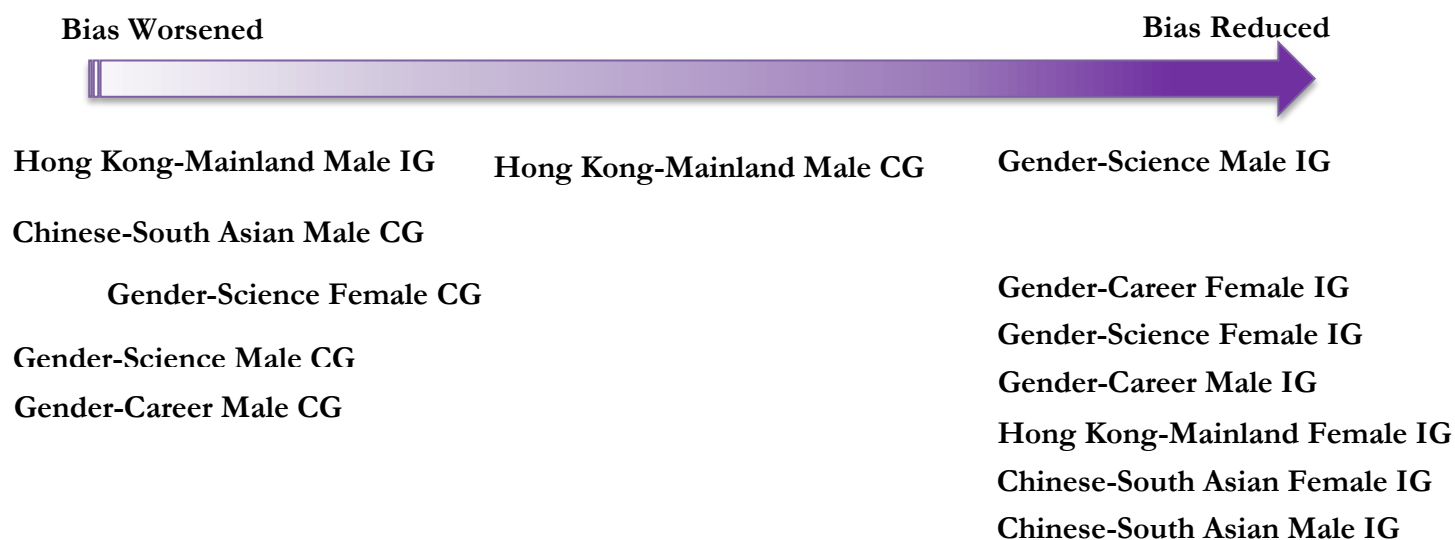 Bias Worsened
Bias Reduced
Hong Kong-Mainland Male IG
Hong Kong-Mainland Male CG
Gender-Science Male IG
Chinese-South Asian Male CG
Gender-Science Female CG
Gender-Career Female IG
Gender-Science Female IG
Gender-Science Male CG
Gender-Career Male IG
Gender-Career Male CG
Hong Kong-Mainland Female IG
Chinese-South Asian Female IG
Chinese-South Asian Male IG